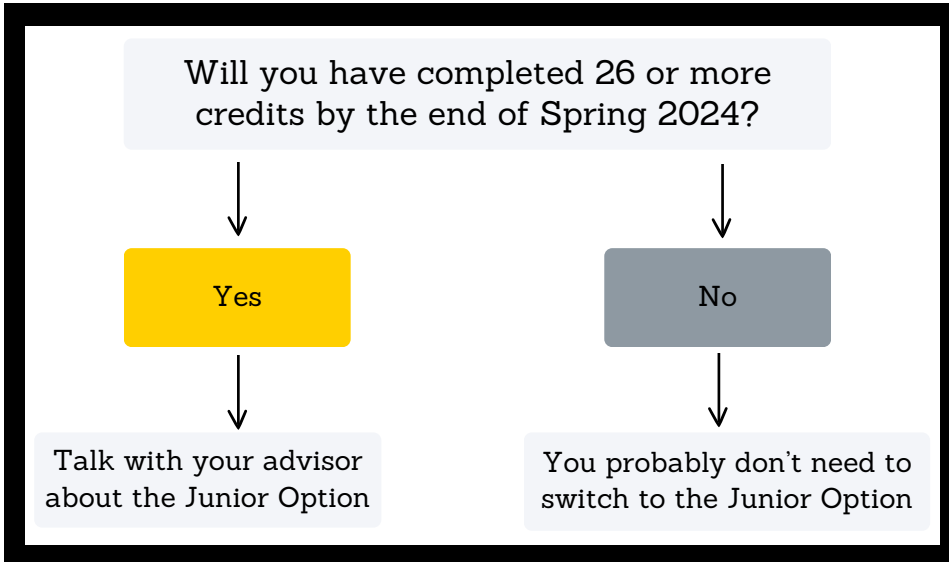 Will you have completed 26 or more
credits by the end of Spring 2024?
Yes
No
Talk with your advisor
about the Junior Option
You probably don't need to
switch to the Junior Option